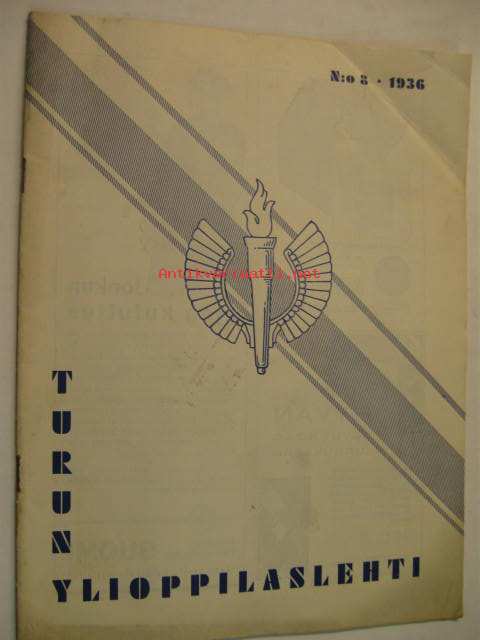 N:o 8 • 1936
Antikvariaatti.net
TURUN
YLIOPPILASLEHTI